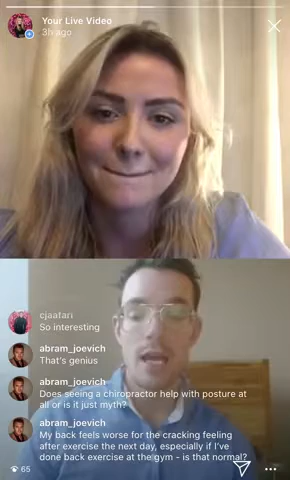 Your Live Video
3h ago
cjaafari
So interesting
abram_joevich
That's genius
abram_joevich
Does seeing a chiropractor help with posture at
all or is it just myth?
abram_joevich
My back feels worse for the cracking feeling
after exercise the next day, especially if I've
done back exercise at the gym - is that normal?
65